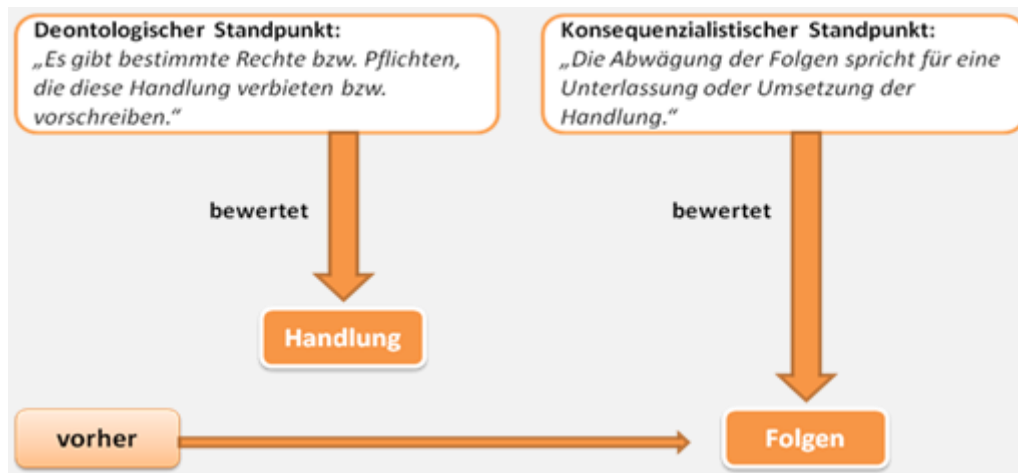 Deontologischer Standpunkt:
„Es gibt bestimmte Rechte bzw. Pflichten,
die diese Handlung verbieten bzw.
vorschreiben.“
Konsequenzialistischer Standpunkt:
„Die Abwägung der Folgen spricht für eine
Unterlassung oder Umsetzung der
Handlung.“
bewertet
bewertet
Handlung
vorher
Folgen